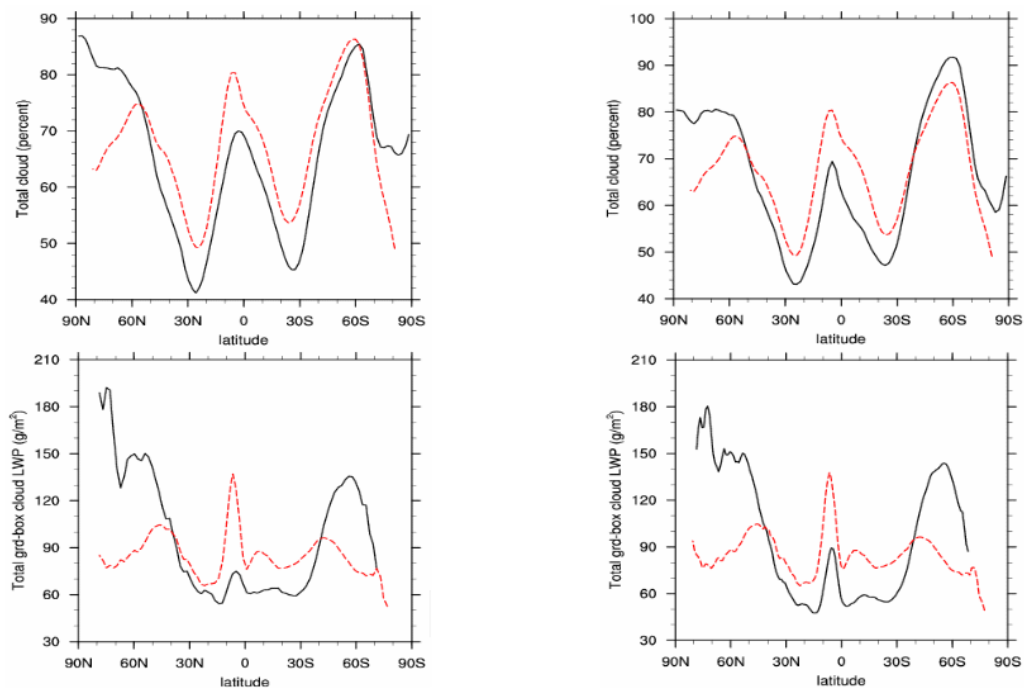 90
80
70
60
50
40
Total cloud (percent)
90N 60N 30N 0 30S 60S 90S
latitude
100
90
80
70
60
50
40
Total cloud (percent)
90N 60N 30N 0 30S 60S 90S
latitude
210
180
150
120
90
60
30
Total grd-box cloud LWP (g/m²)
90N 60N 30N 0 30S 60S 90S
latitude
210
180
150
120
90
60
30
Total grd-box cloud LWP (g/m²)
90N 60N 30N 0 30S 60S 90S
latitude